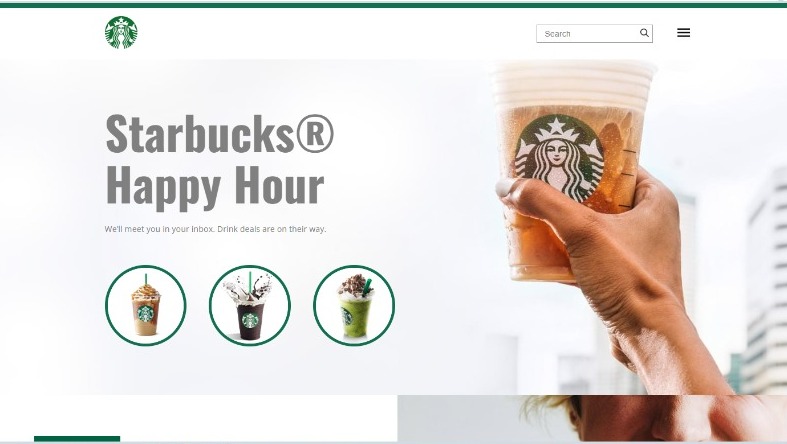 Search
Starbucks®
Happy Hour
We'll meet you in your inbox. Drink deals are on their way.